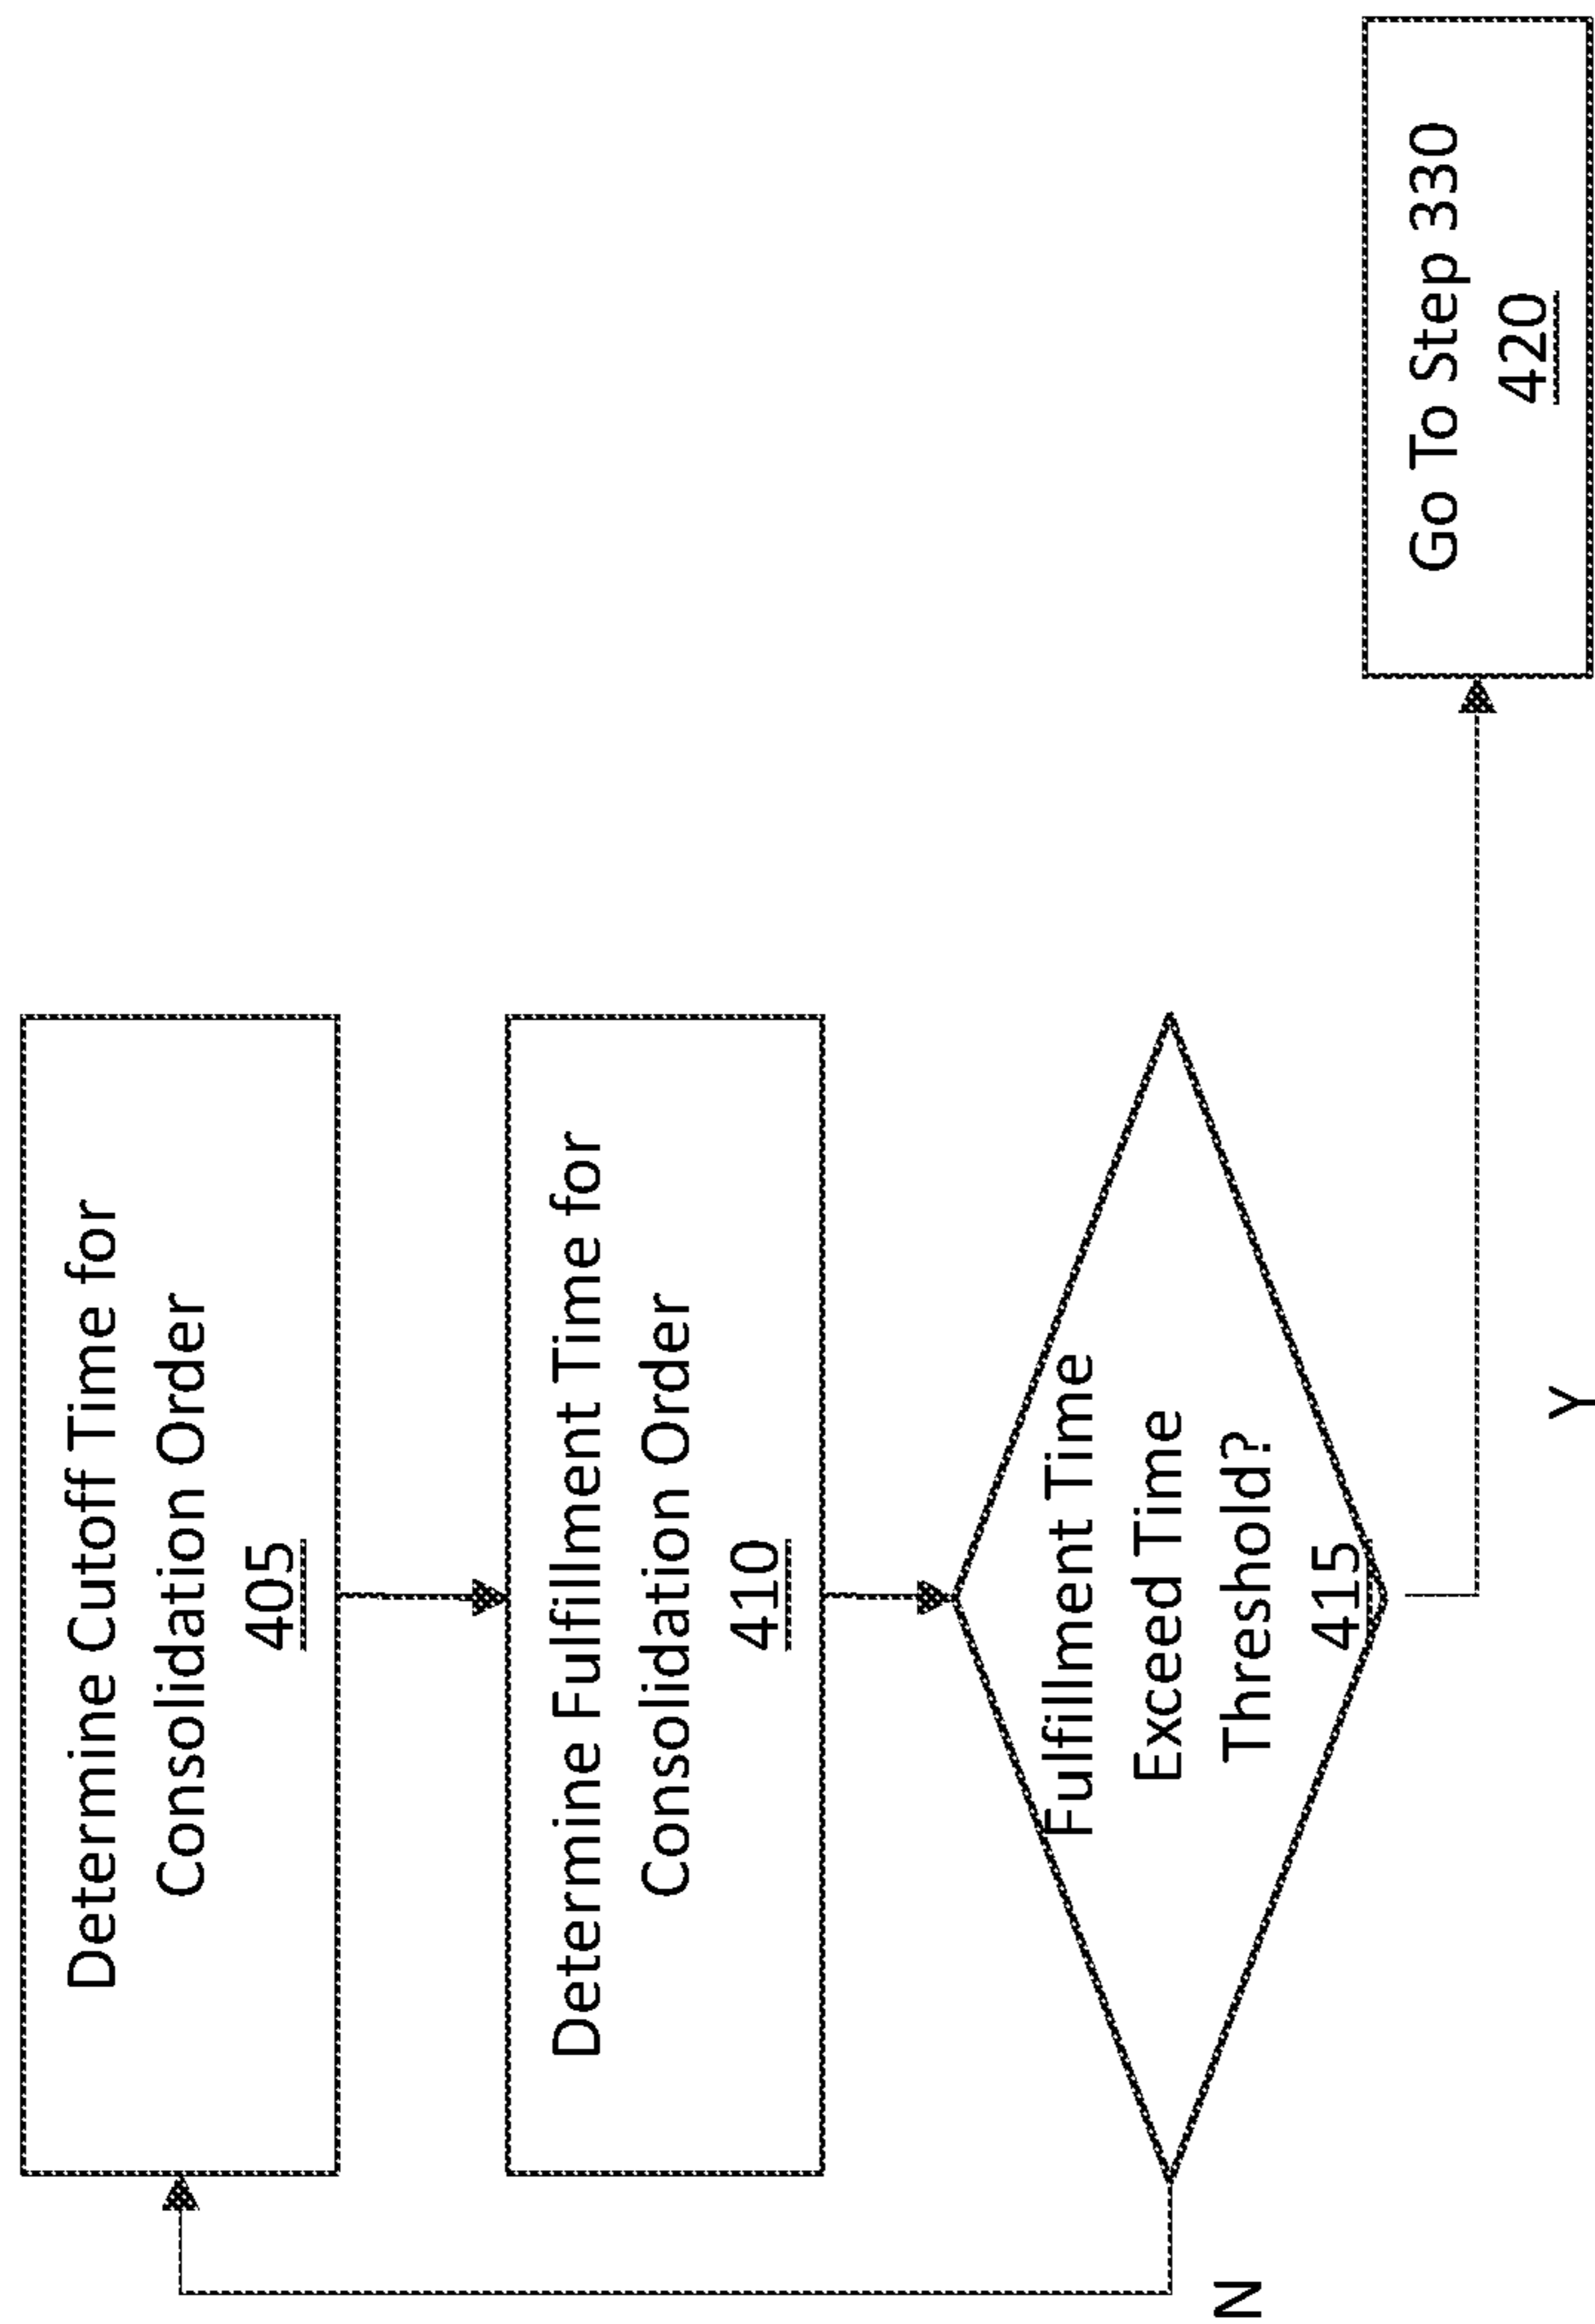 Determine Cutoff Time for
Consolidation Order
405
Determine Fulfillment Time for
Consolidation Order
410
Fulfillment Time
Exceed Time
Threshold?
415
N
Y
Go To Step 330
420